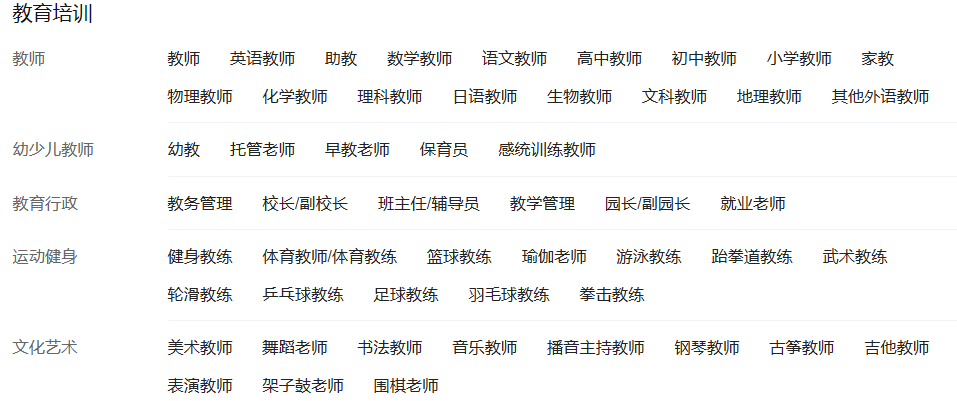 教育培训
教师 教师 英语教师 助教 数学教师 语文教师 高中教师 初中教师 小学教师 家教
物理教师 化学教师 理科教师 日语教师 生物教师 文科教师 地理教师 其他外语教师
幼少儿教师 幼教 托管老师 早教老师 保育员 感统训练教师
教育行政 教务管理 校长/副校长 班主任/辅导员 教学管理 园长/副园长 就业老师
运动健身 健身教练 体育教师/体育教练 篮球教练 瑜伽老师 游泳教练 跆拳道教练 武术教练
轮滑教练 乒乓球教练 足球教练 羽毛球教练 拳击教练
文化艺术 美术教师 舞蹈老师 书法教师 音乐教师 播音主持教师 钢琴教师 古筝教师 吉他教师
表演教师 架子鼓老师 围棋老师